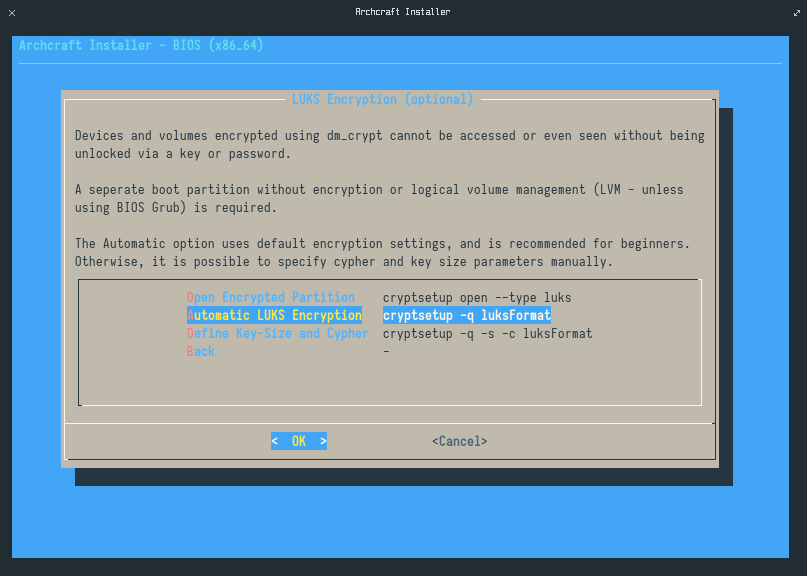 Archcraft Installer
Archcraft Installer - BIOS (x86_64)
LUKS Encryption (optional)
Devices and volumes encrypted using dm_crypt cannot be accessed or even seen without being
unlocked via a key or password.
A seperate boot partition without encryption or logical volume management (LVM - unless
using BIOS Grub) is required.
The Automatic option uses default encryption settings, and is recommended for beginners.
Otherwise, it is possible to specify cypher and key size parameters manually.
Open Encrypted Partition cryptsetup open --type luks
Automatic LUKS Encryption cryptsetup -q luksFormat
Define Key-Size and Cypher cryptsetup -q -s -c luksFormat
Back -
< OK > <Cancel>